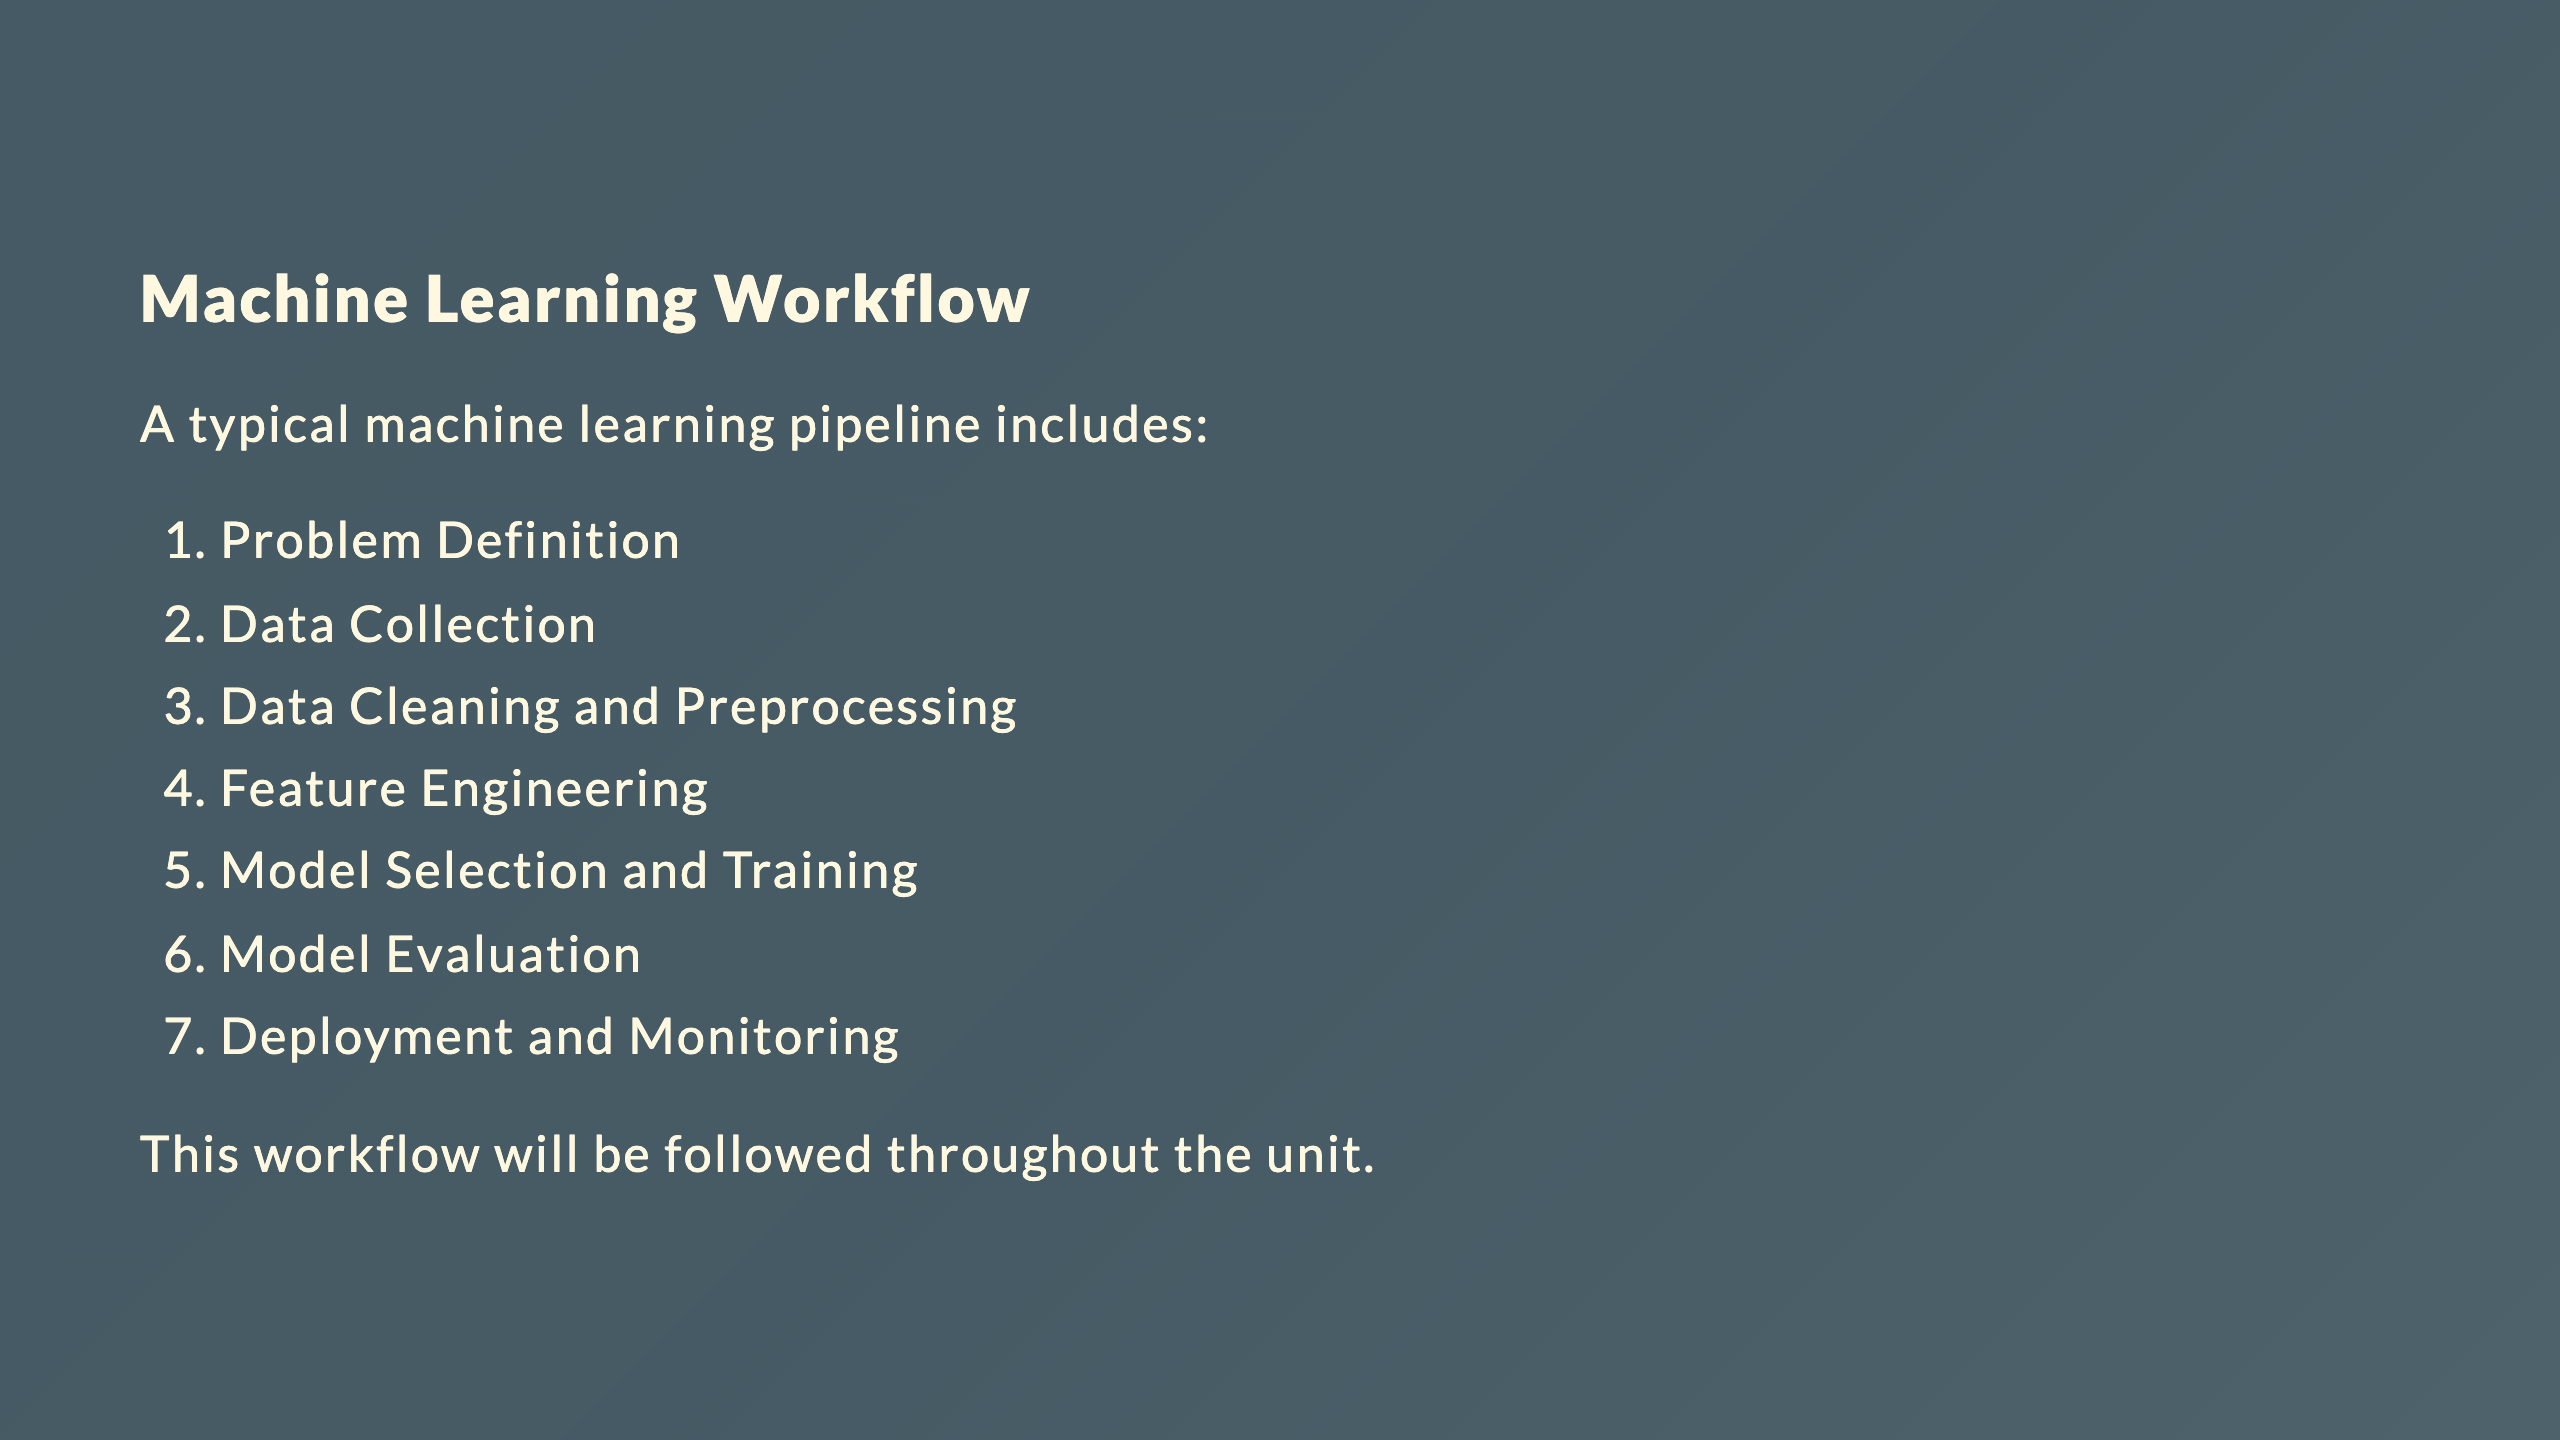 Machine Learning Workflow
A typical machine learning pipeline includes:
1. Problem Definition
2. Data Collection
3. Data Cleaning and Preprocessing
4. Feature Engineering
5. Model Selection and Training
6. Model Evaluation
7. Deployment and Monitoring
This workflow will be followed throughout the unit.